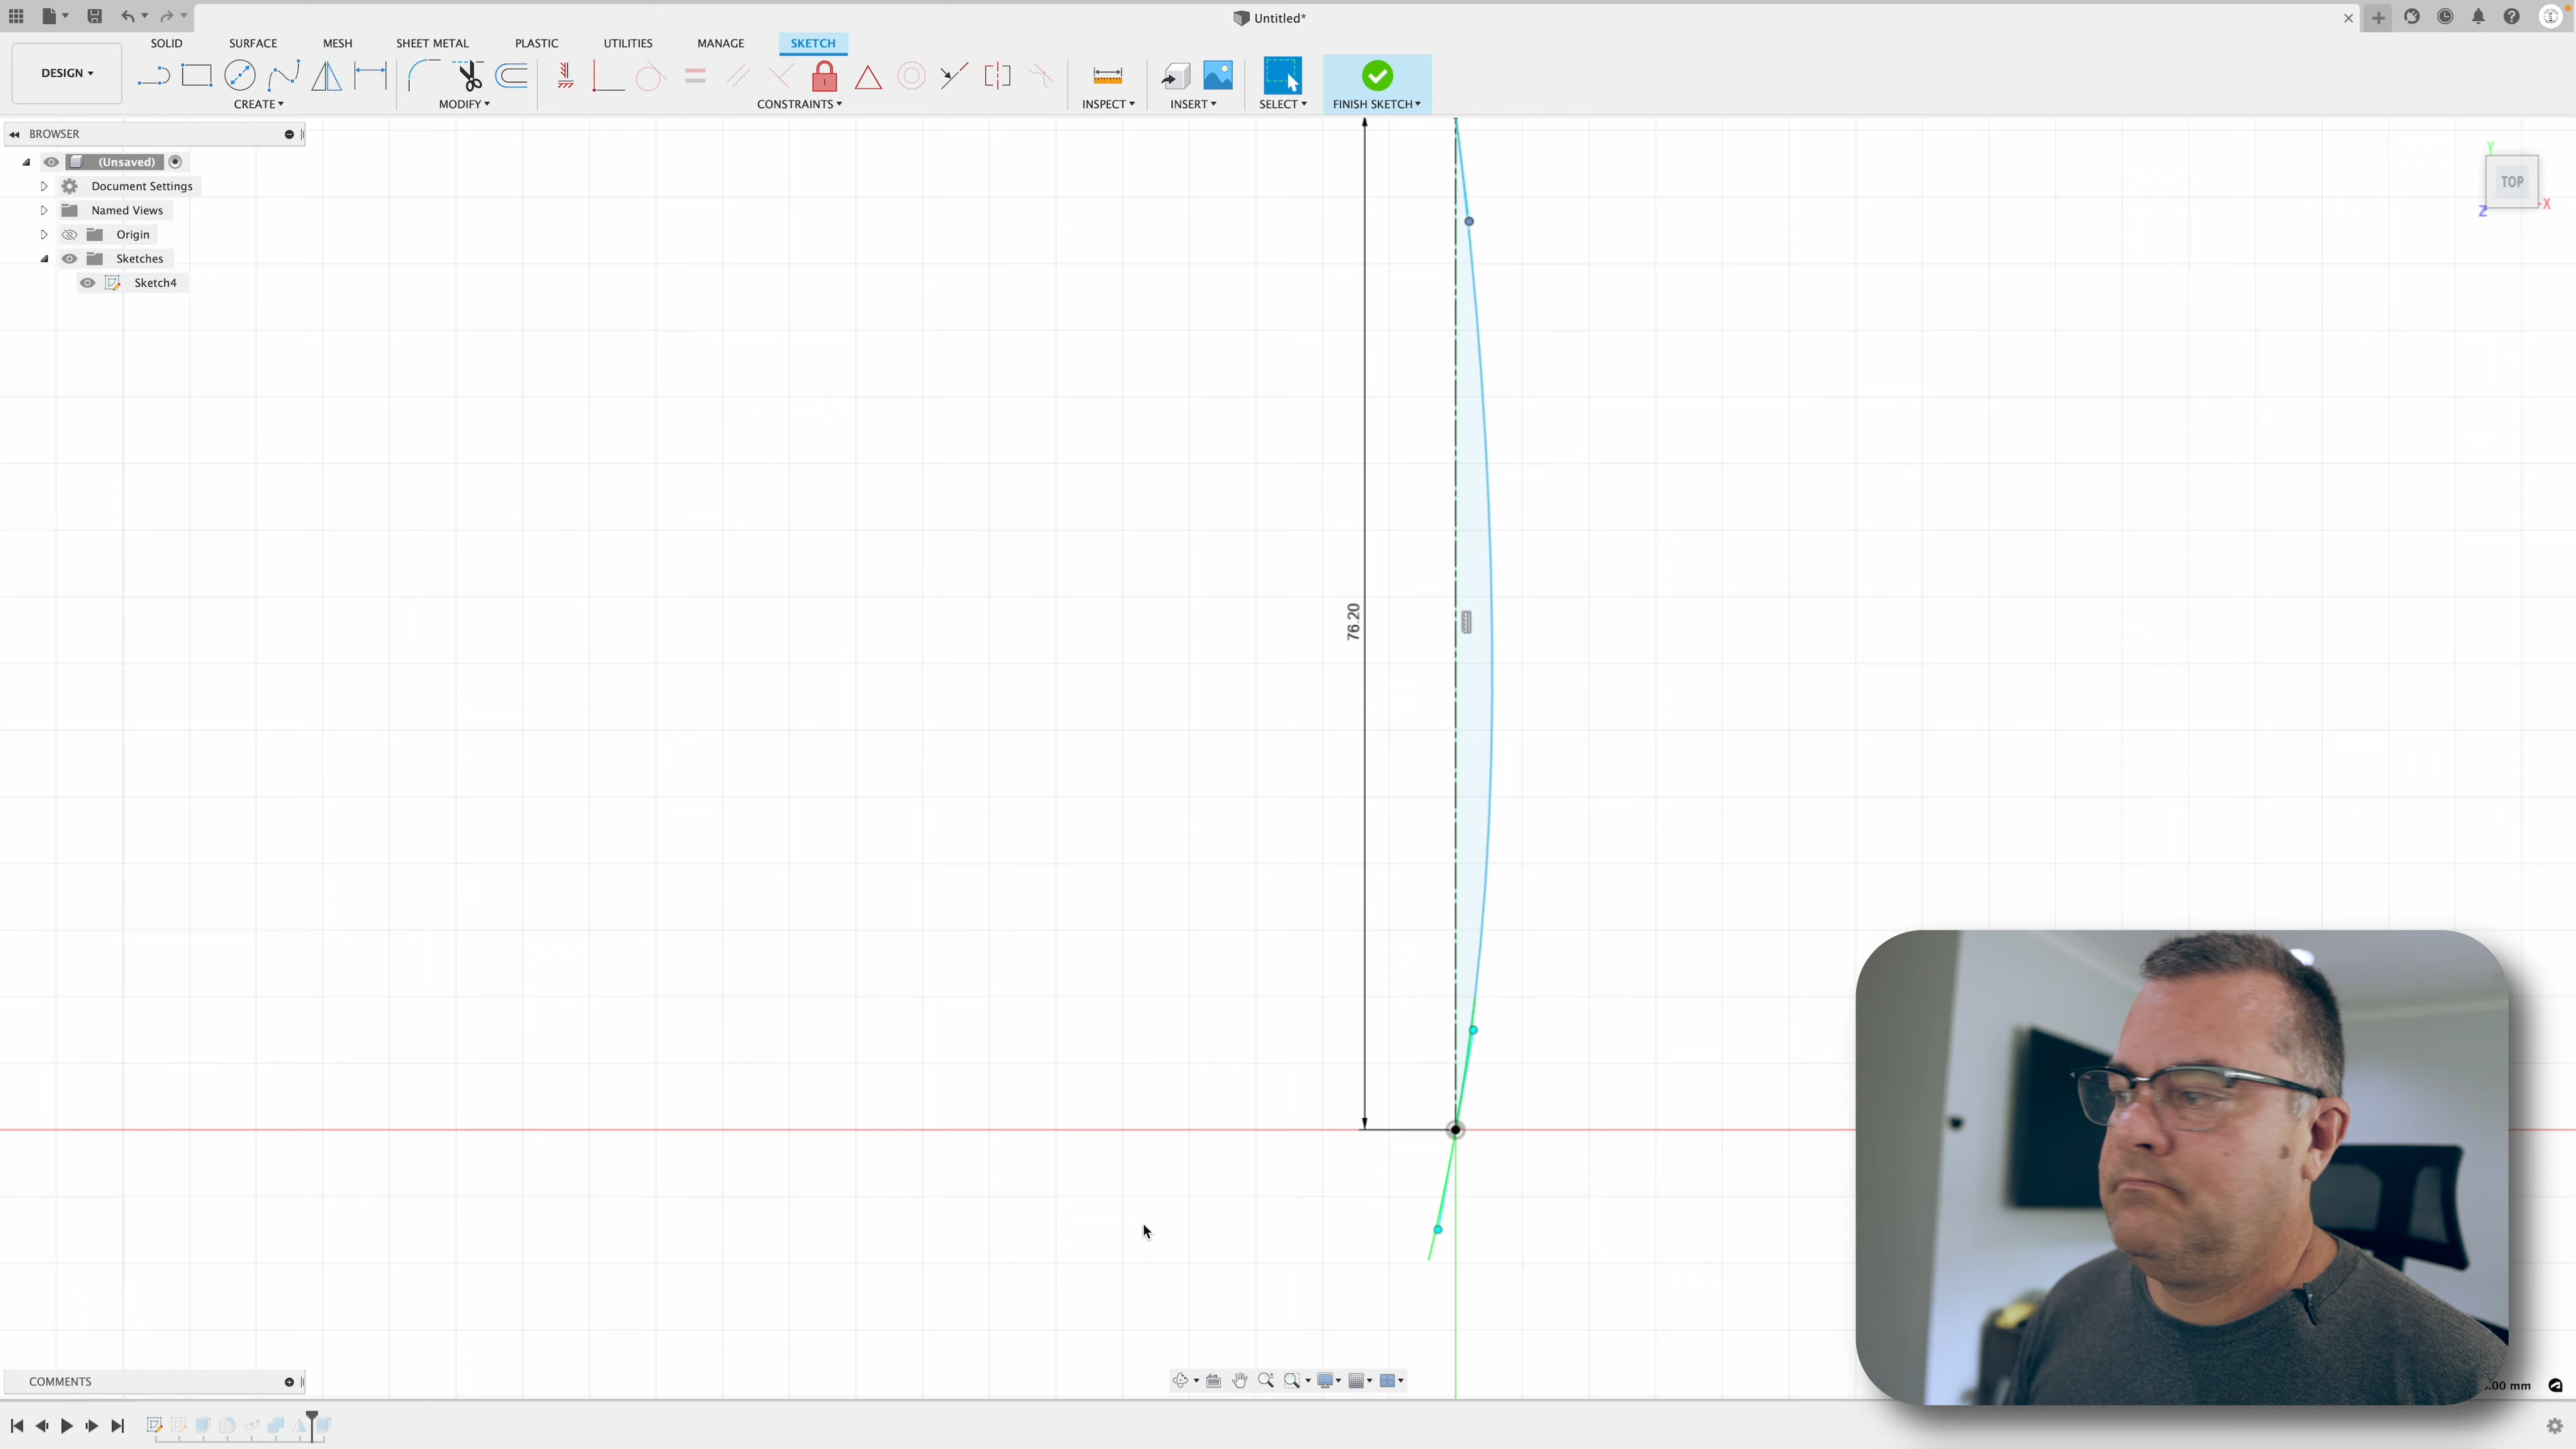 Untitled*
DESIGN
SOLID
SURFACE
MESH
SHEET METAL
PLASTIC
UTILITIES
MANAGE
SKETCH
CREATE
MODIFY
CONSTRAINTS
INSPECT
INSERT
SELECT
FINISH SKETCH
BROWSER
(Unsaved)
Document Settings
Named Views
Origin
Sketches
Sketch4
Y
TOP
X
Z
76.20
COMMENTS
.00 mm